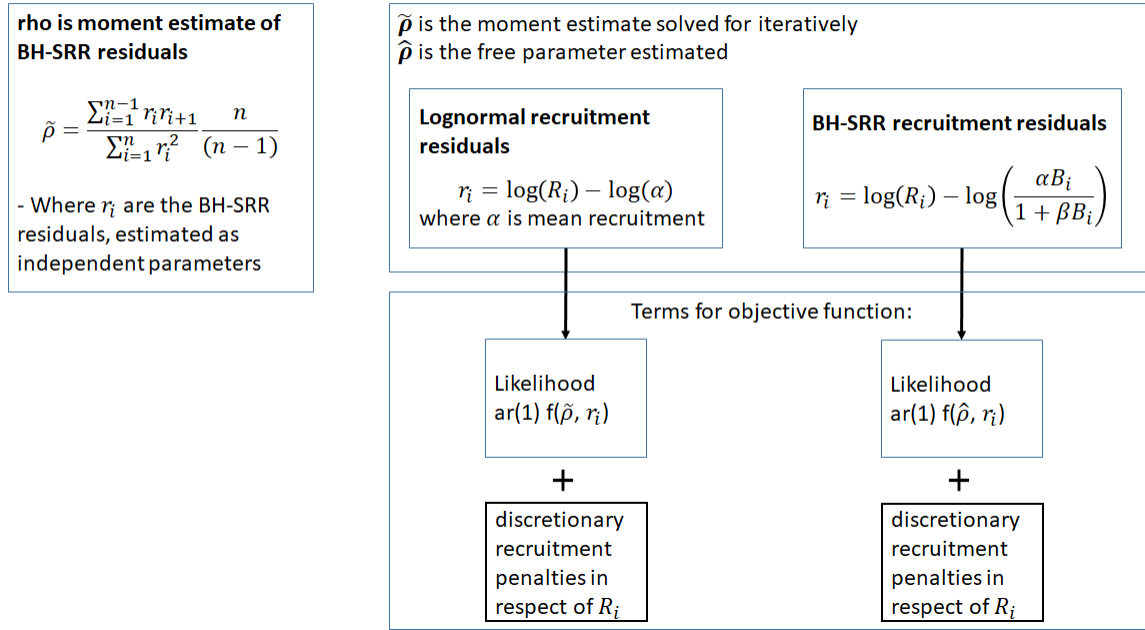 rho is moment estimate of
BH-SRR residuals
ρ̃ = (∑_{i=1}^{n−1} r_i r_{i+1}) / (∑_{i=1}^{n} r_i^2) n / (n − 1)
- Where r_i are the BH-SRR
residuals, estimated as
independent parameters
ρ̃ is the moment estimate solved for iteratively
ρ̂ is the free parameter estimated
Lognormal recruitment
residuals
r_i = log(R_i) − log(α)
where α is mean recruitment
BH-SRR recruitment residuals
r_i = log(R_i) − log(αB_i / (1 + βB_i))
Terms for objective function:
Likelihood
ar(1) f(ρ̃, r_i)
+
discretionary
recruitment
penalties in
respect of R_i
Likelihood
ar(1) f(ρ̂, r_i)
+
discretionary
recruitment
penalties in
respect of R_i